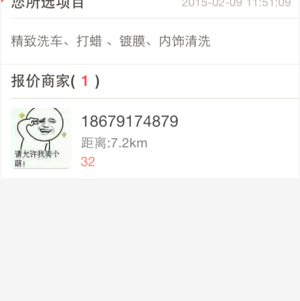 您所选项目
2015-02-09 11:51:09
精致洗车、打蜡 、镀膜、内饰清洗
报价商家( 1 )
18679174879
距离:7.2km
32
请允许我卖个
萌!